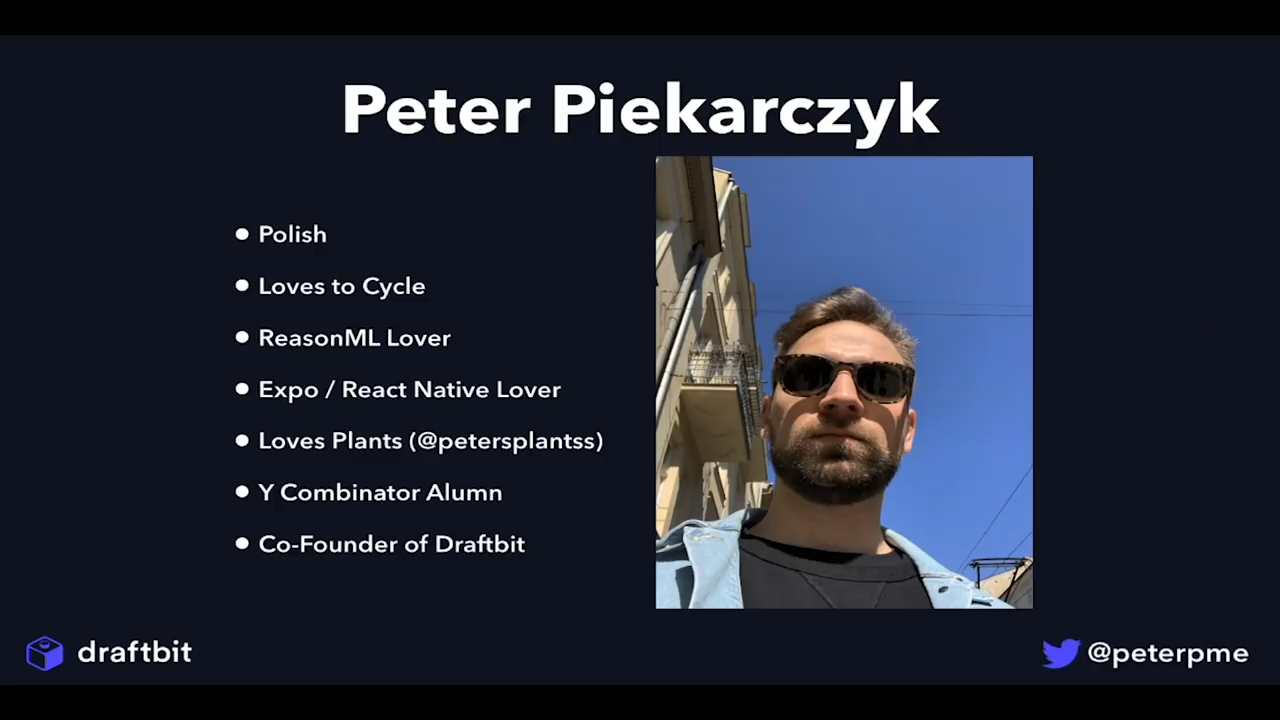 Peter Piekarczyk
• Polish
• Loves to Cycle
• ReasonML Lover
• Expo / React Native Lover
• Loves Plants (@petersplantss)
• Y Combinator Alumn
• Co-Founder of Draftbit
draftbit
@peterpme